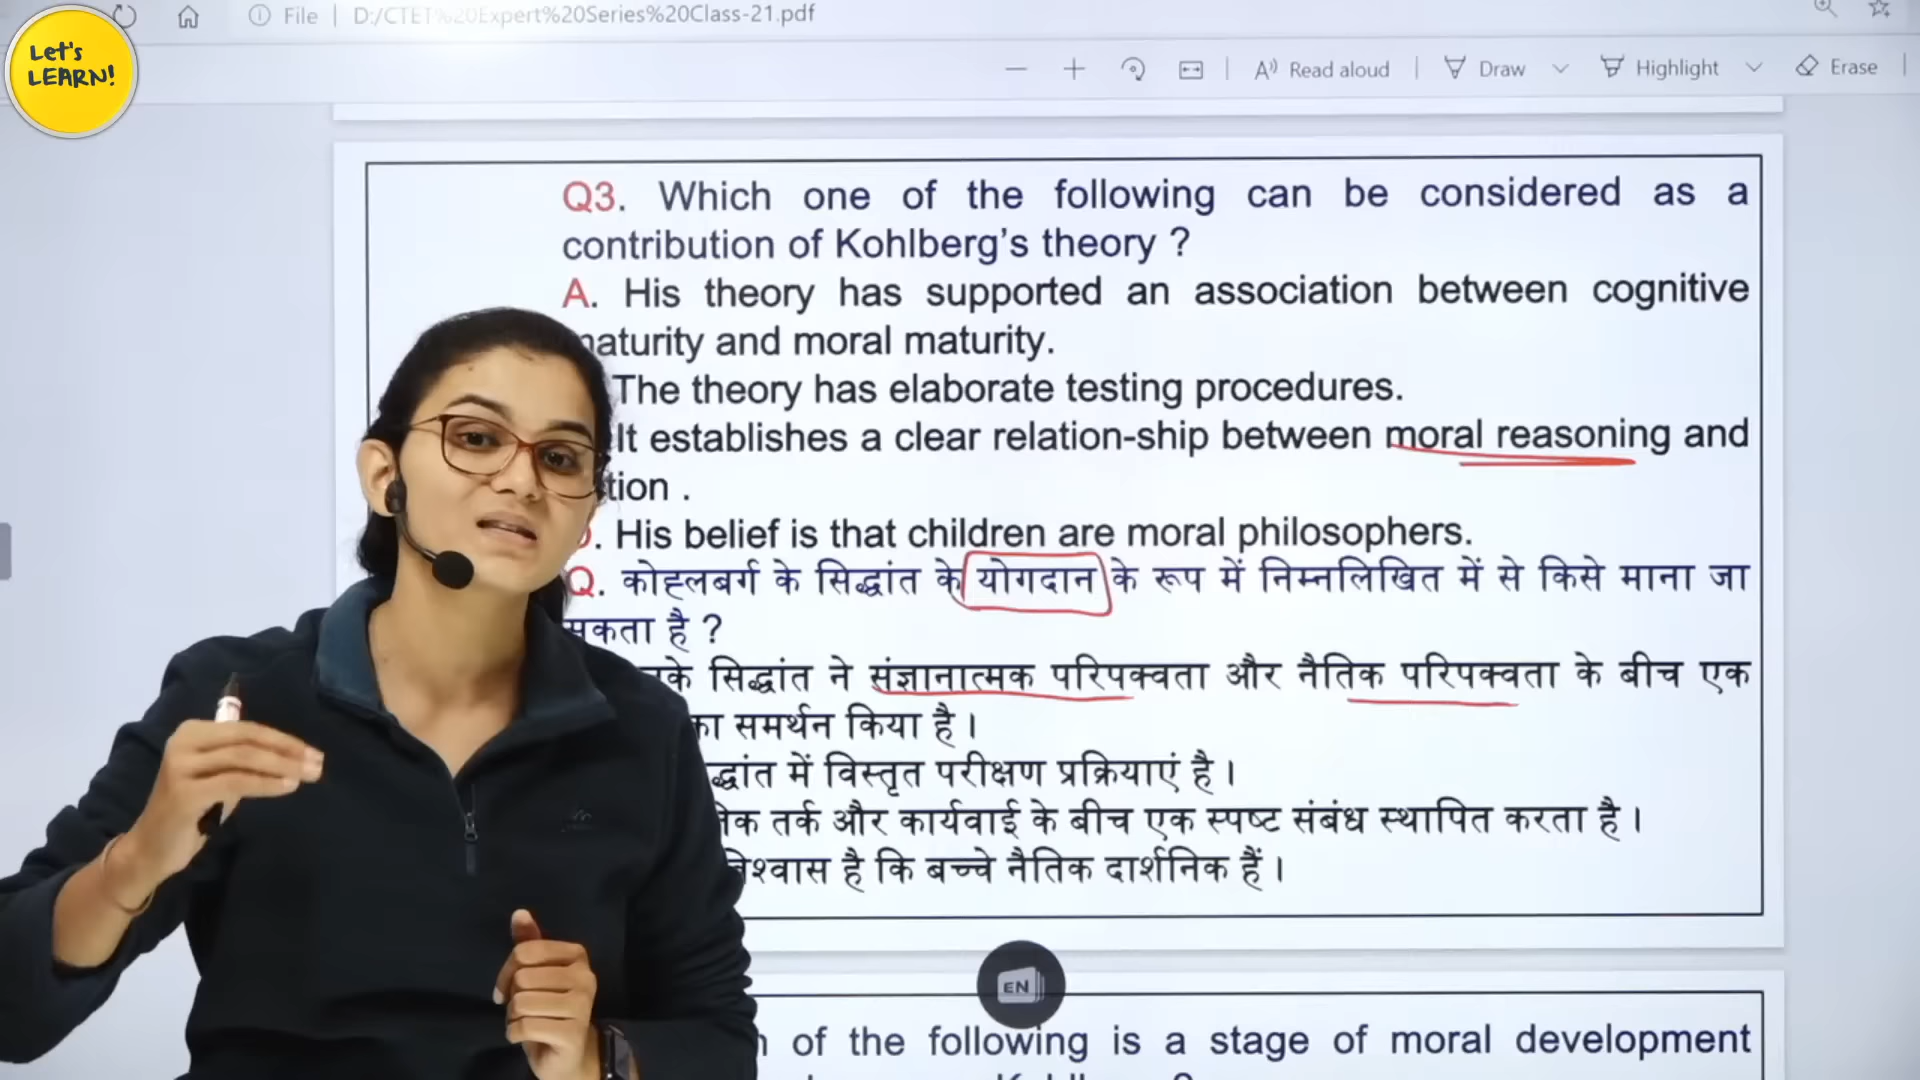 Let's
LEARN!
File | D:/CTET%20Expert%20Series%20Class-21.pdf
Read aloud
Draw
Highlight
Erase
Q3. Which one of the following can be considered as a
contribution of Kohlberg's theory ?
A. His theory has supported an association between cognitive
maturity and moral maturity.
The theory has elaborate testing procedures.
It establishes a clear relation-ship between moral reasoning and
tion .
. His belief is that children are moral philosophers.
Q. कोह्लबर्ग के सिद्धांत के योगदान के रूप में निम्नलिखित में से किसे माना जा
सकता है ?
के सिद्धांत ने संज्ञानात्मक परिपक्वता और नैतिक परिपक्वता के बीच एक
का समर्थन किया है।
द्धांत में विस्तृत परीक्षण प्रक्रियाएं है।
तर्क और कार्यवाई के बीच एक स्पष्ट संबंध स्थापित करता है।
है कि बच्चे नैतिक दार्शनिक हैं।
EN
of the following is a stage of moral development